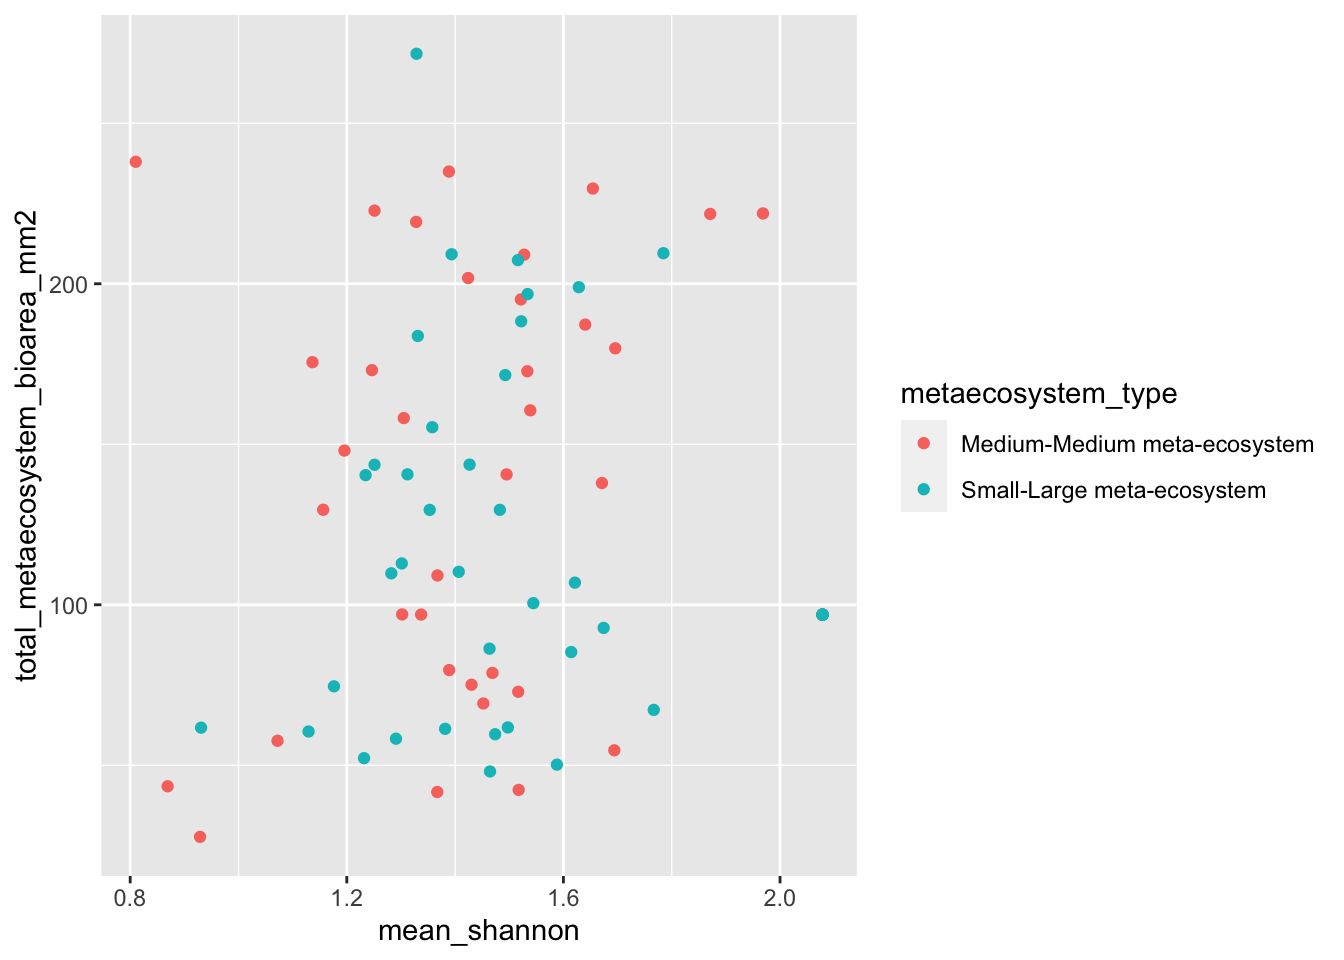 total_metaecosystem_bioarea_mm2
200
100
0.8
1.2
1.6
2.0
mean_shannon
metaecosystem_type
Medium-Medium meta-ecosystem
Small-Large meta-ecosystem